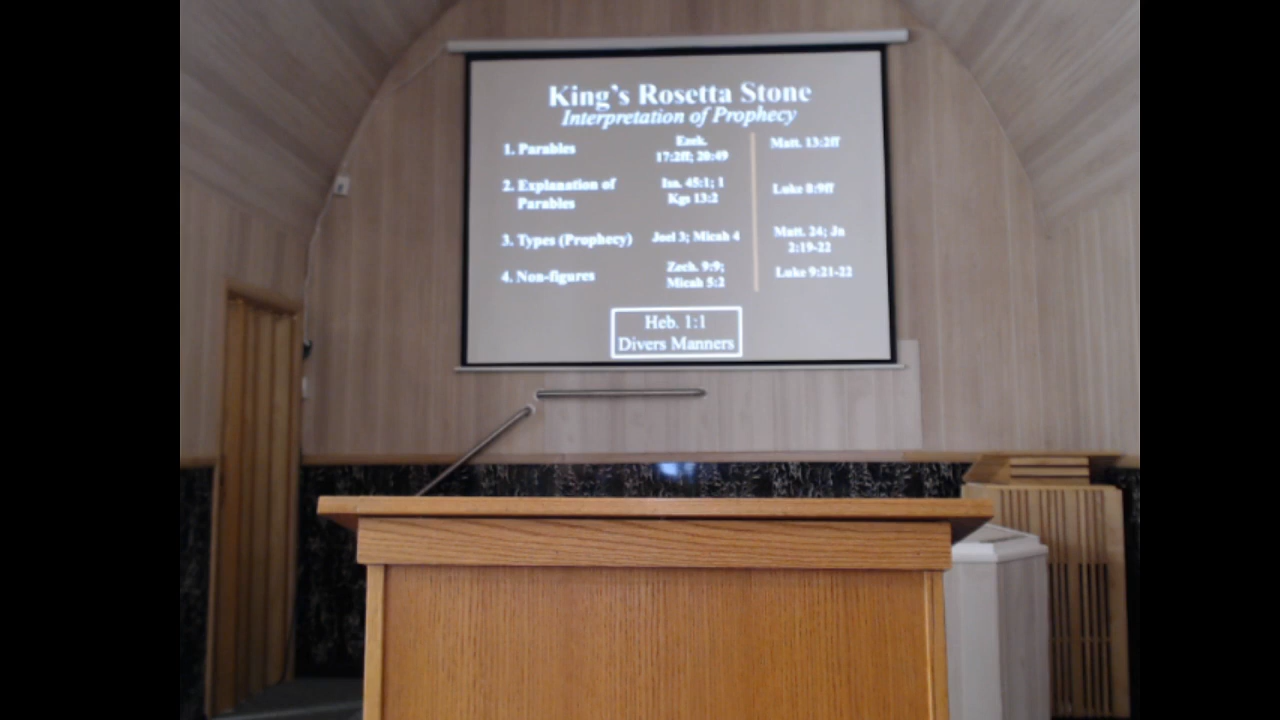 King's Rosetta Stone
Interpretation of Prophecy
1. Parables
Ezek.
17:2ff; 20:49
Matt. 13:2ff
2. Explanation of
Parables
Isa. 45:1; 1
Kgs 13:2
Luke 8:9ff
3. Types (Prophecy)
Joel 3; Micah 4
Matt. 24; Jn
2:19-22
4. Non-figures
Zech. 9:9;
Micah 5:2
Luke 9:21-22
Heb. 1:1
Divers Manners